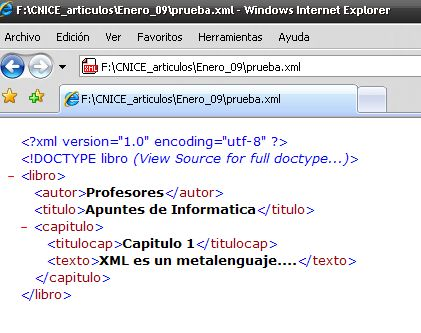 F:\CNICE_articulos\Enero_09\prueba.xml - Windows Internet Explorer
F:\CNICE_articulos\Enero_09\prueba.xml
Archivo Edición Ver Favoritos Herramientas Ayuda
F:\CNICE_articulos\Enero_09\prueba.xml
<?xml version="1.0" encoding="utf-8" ?>
<!DOCTYPE libro (View Source for full doctype...)>
- <libro>
<autor>Profesores</autor>
<titulo>Apuntes de Informatica</titulo>
- <capitulo>
<titulocap>Capitulo 1</titulocap>
<texto>XML es un metalenguaje....</texto>
</capitulo>
</libro>